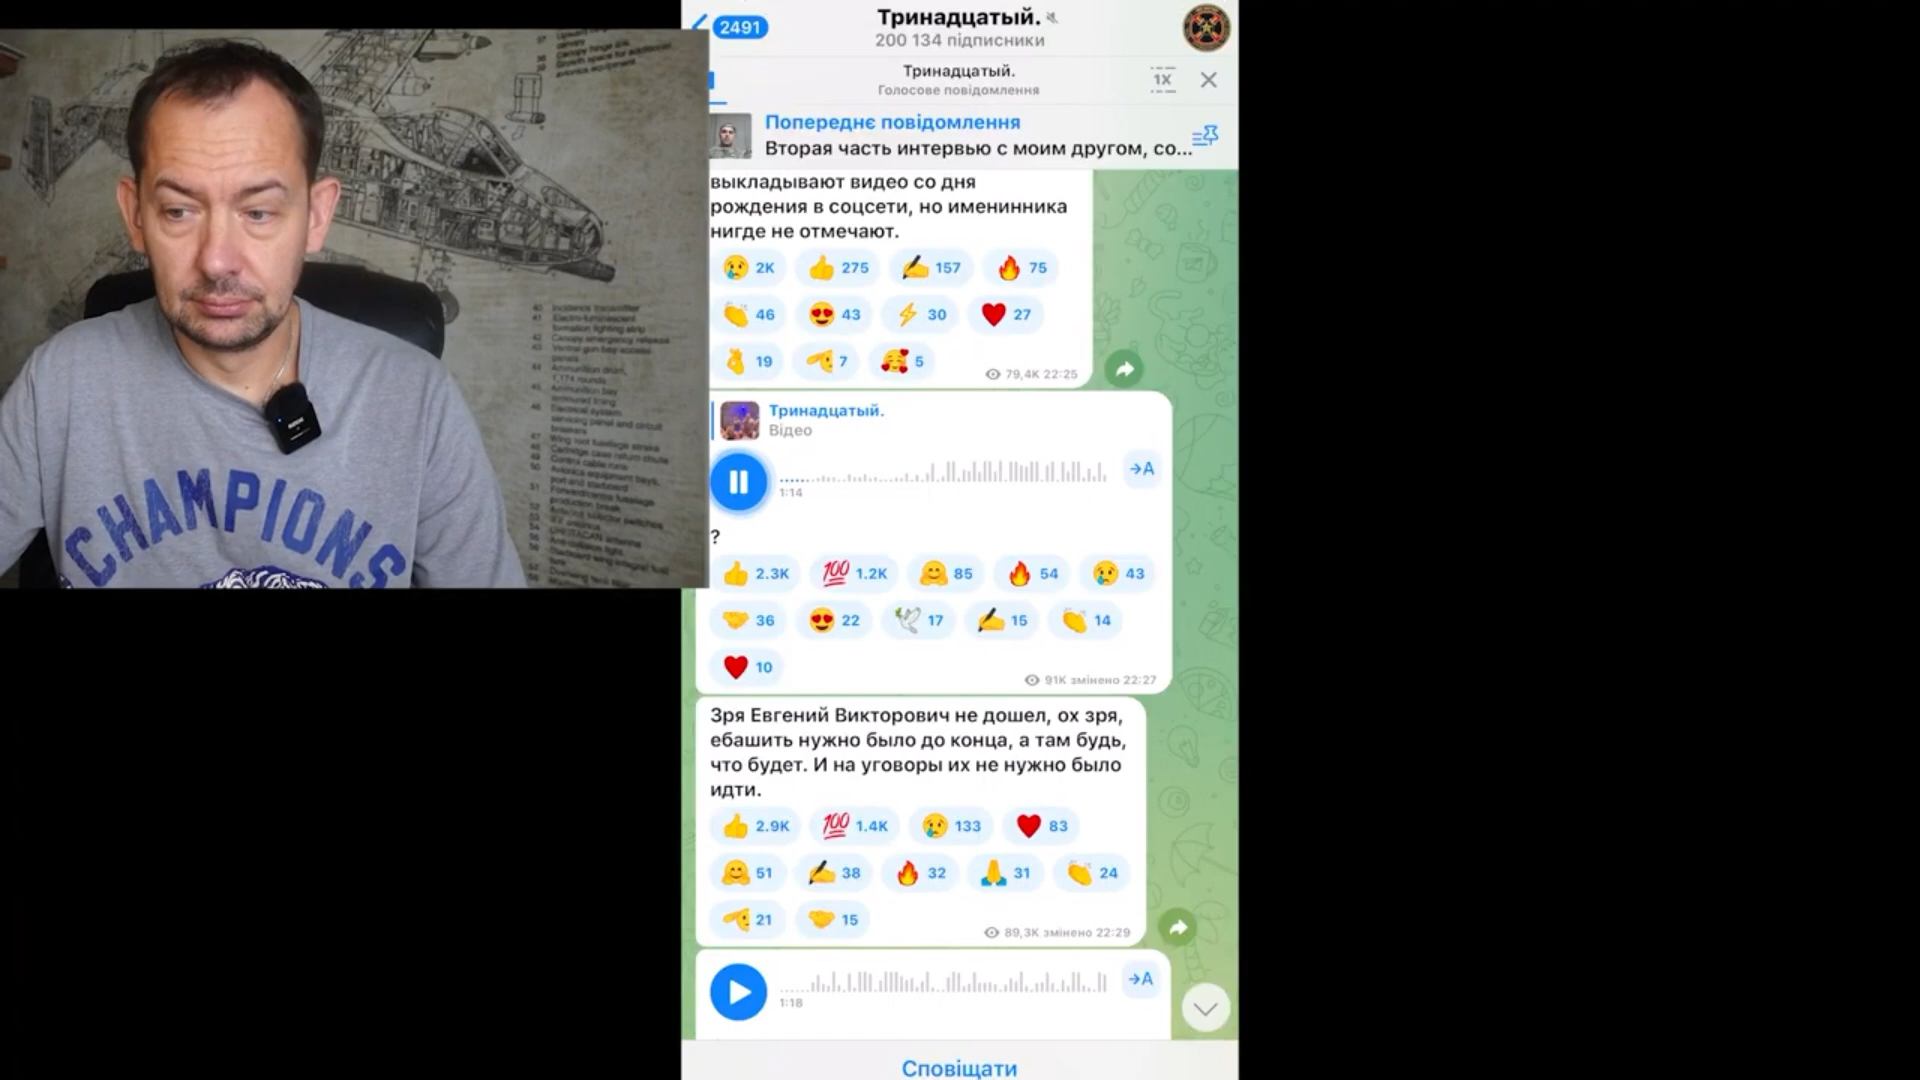 2491
Тринадцатый.
200 134 підписники
Тринадцатый.
Голосове повідомлення
1X
Попереднє повідомлення
Вторая часть интервью с моим другом, со...
выкладывают видео со дня
рождения в соцсети, но именинника
нигде не отмечают.
2K 275 157 75
46 43 30 27
19 7 5
79,4K 22:25
Тринадцатый.
Відео
→A
1:14
?
2.3K 100 1.2K 85 54 43
36 22 17 15 14
10
91K змінено 22:27
Зря Евгений Викторович не дошел, ох зря,
ебашить нужно было до конца, а там будь,
что будет. И на уговоры их не нужно было
идти.
2.9K 100 1.4K 133 83
51 38 32 31 24
21 15
89,3K змінено 22:29
→A
1:18
Сповіщати
CHAMPIONS